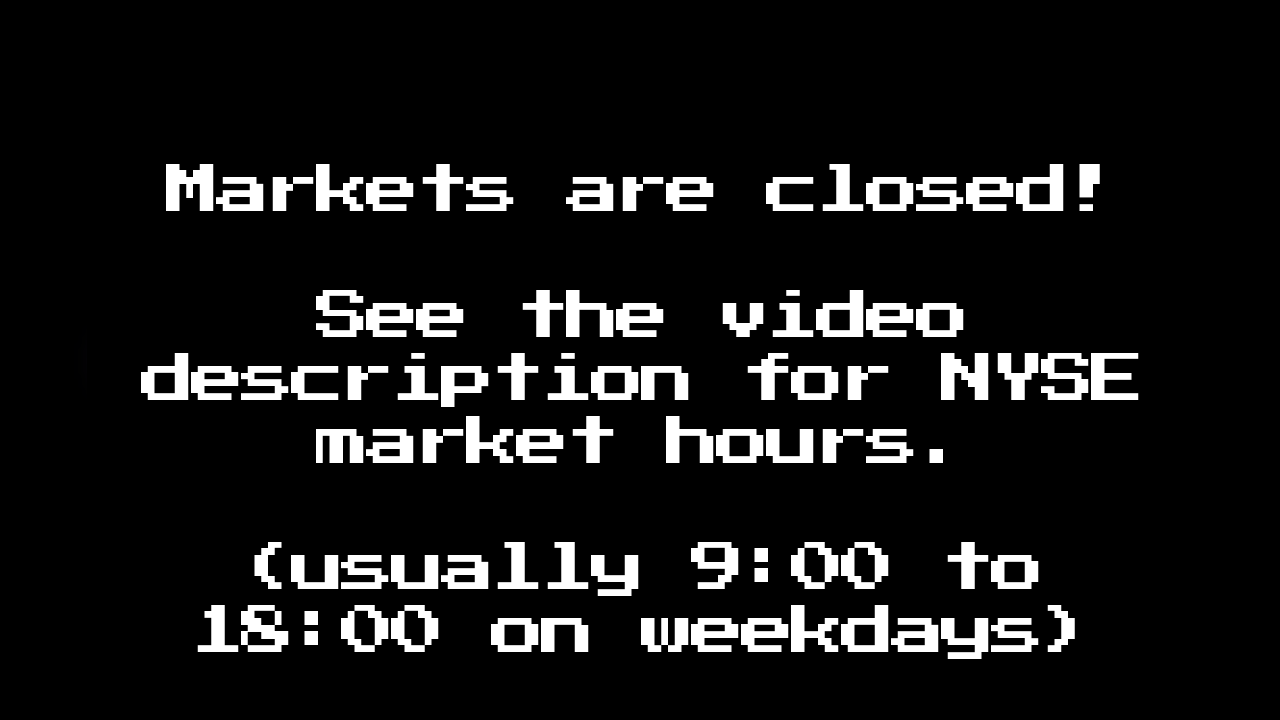 Markets are closed!
See the video
description for NYSE
market hours.
(usually 9:00 to
18:00 on weekdays)